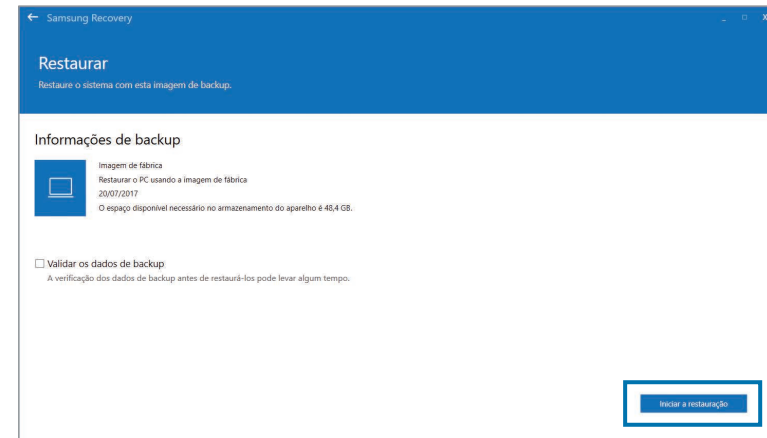 Samsung Recovery
Restaurar
Restaure o sistema com esta imagem de backup.
Informações de backup
Imagem de fábrica
Restaurar o PC usando a imagem de fábrica
20/07/2017
O espaço disponível necessário no armazenamento do aparelho é 48,4 GB.
Validar os dados de backup
A verificação dos dados de backup antes de restaurá-los pode levar algum tempo.
Iniciar a restauração